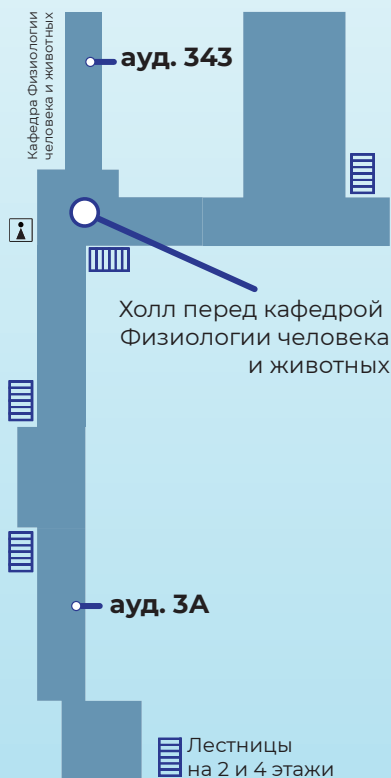 Кафедра Физиологии
человека и животных
ауд. 343
Холл перед кафедрой
Физиологии человека
и животных
ауд. 3А
Лестницы
на 2 и 4 этажи